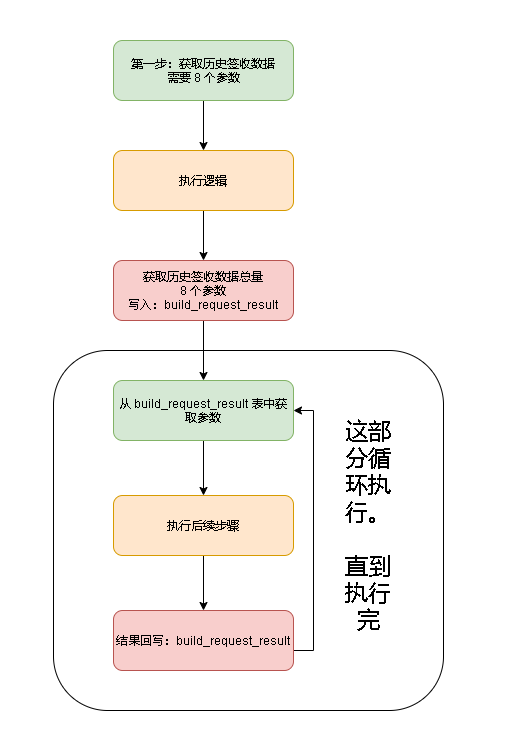 第一步：获取历史签收数据
需要 8 个参数
执行逻辑
获取历史签收数据总量
8 个参数
写入：build_request_result
从 build_request_result 表中获
取参数
执行后续步骤
结果回写：build_request_result
这部
分循
环执
行。
直到
执行
完